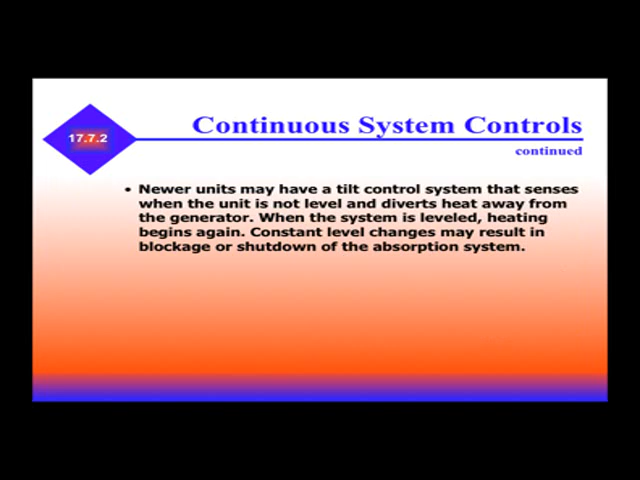 17.7.2
Continuous System Controls
continued
• Newer units may have a tilt control system that senses
when the unit is not level and diverts heat away from
the generator. When the system is leveled, heating
begins again. Constant level changes may result in
blockage or shutdown of the absorption system.